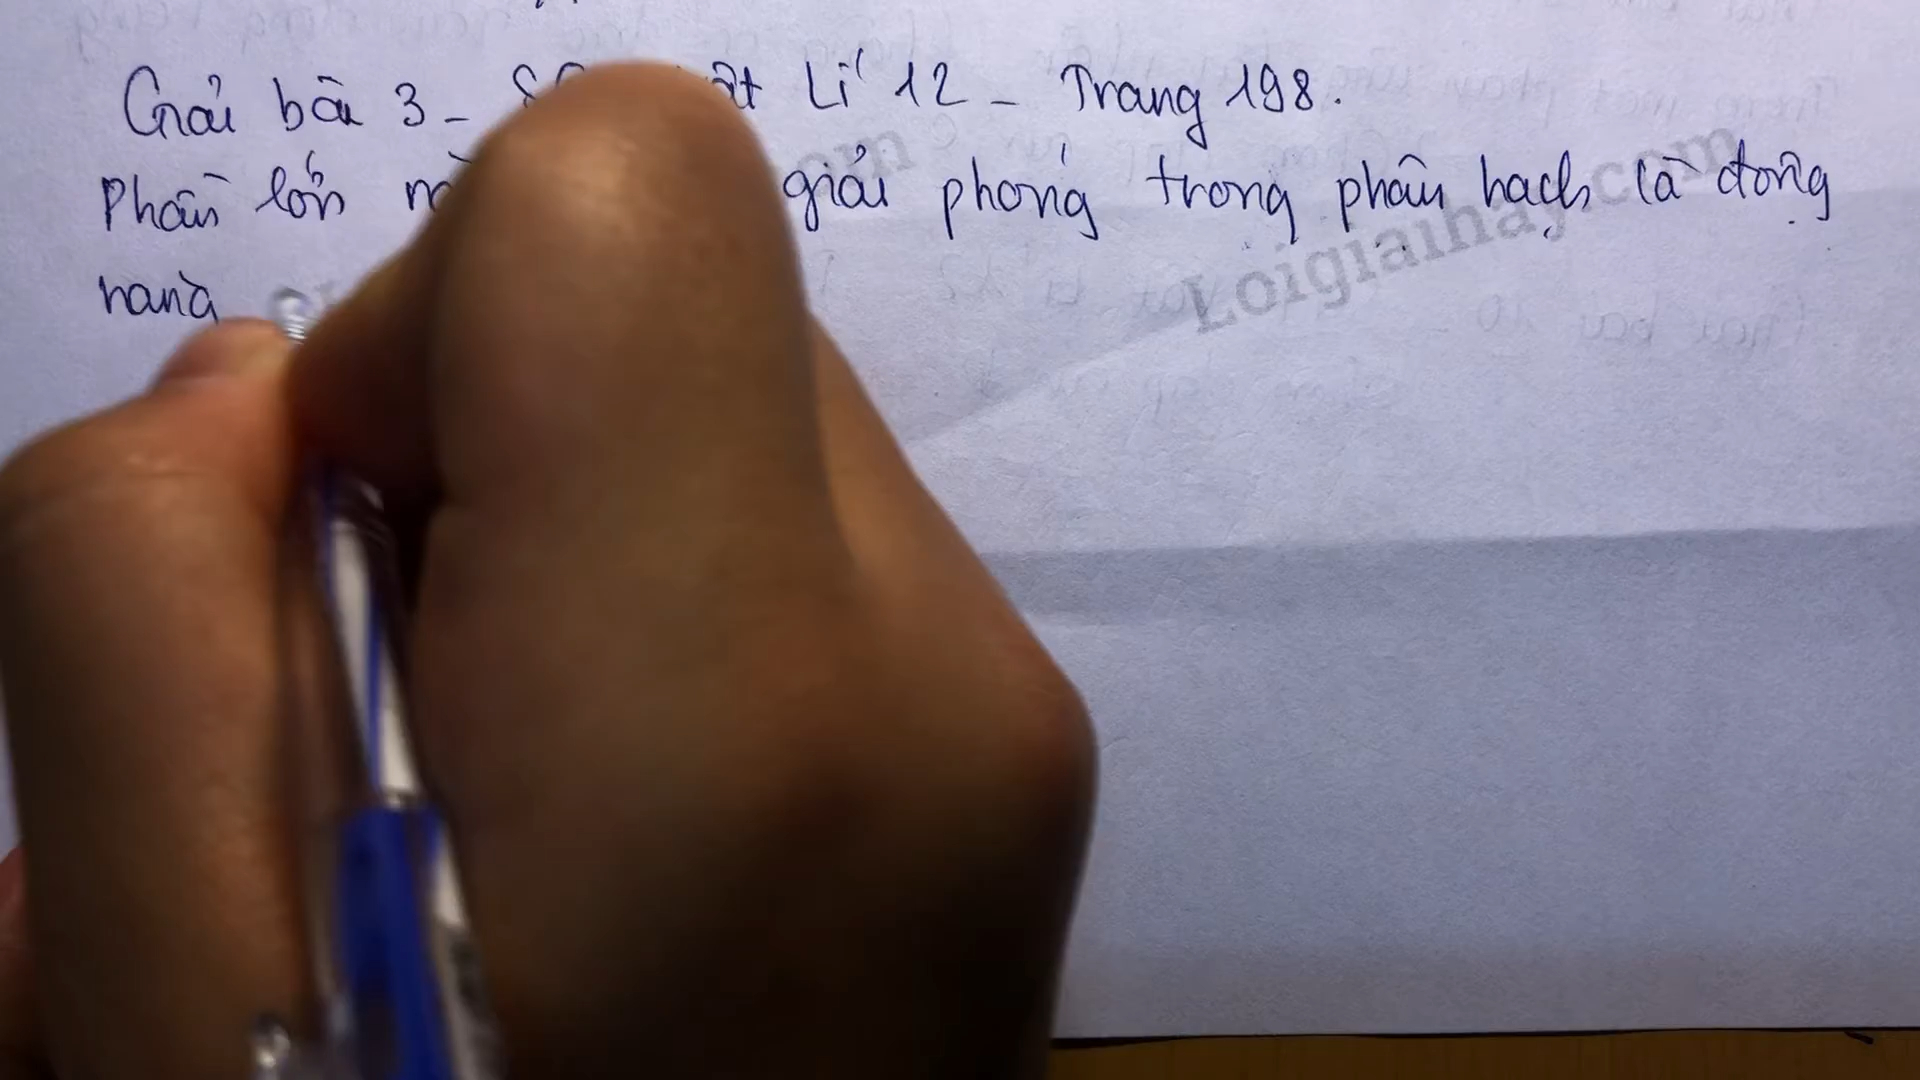 Giải bài 3 - Lí 12 - Trang 198.
Phần lớn giải phóng trong phân hạch là động
năng
Loigiaihay.com